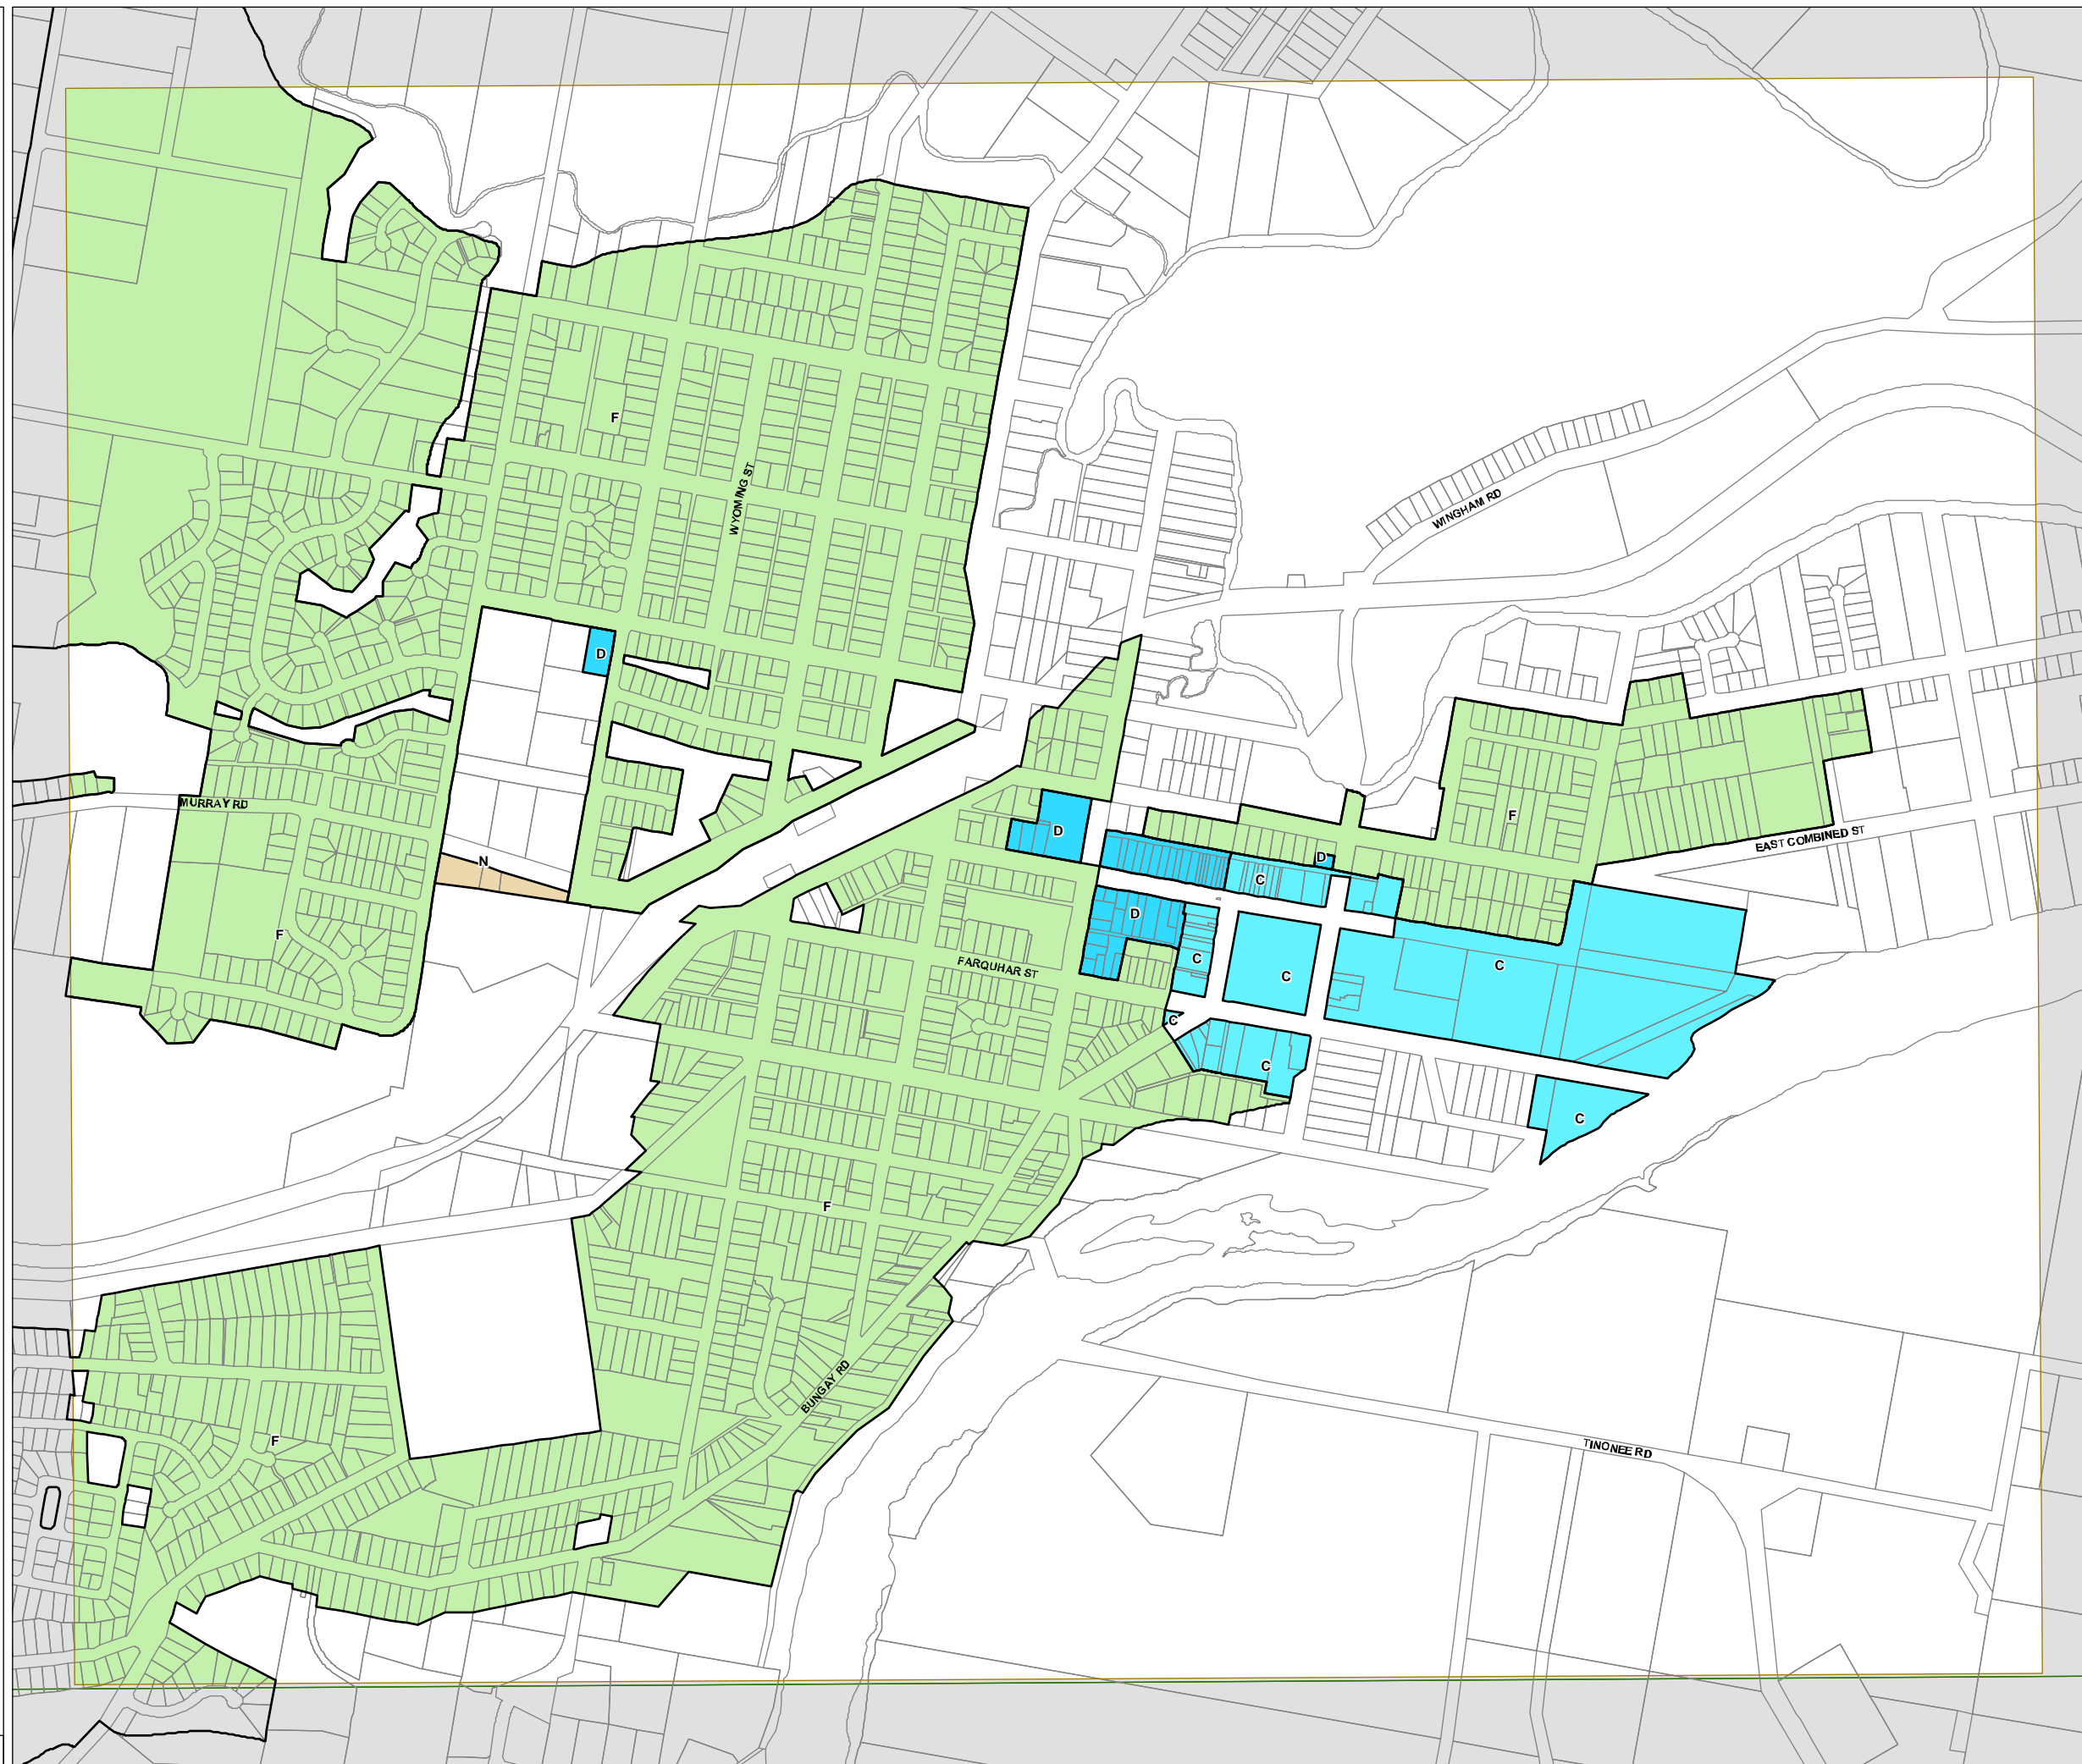 F
WYOMING ST
WINGHAM RD
D
MURRAY RD
F
D
EAST COMBINED ST
N
D
C
D
F
FARQUHAR ST
C
C
C
C
C
C
F
BUNGAY RD
F
TINONEE RD